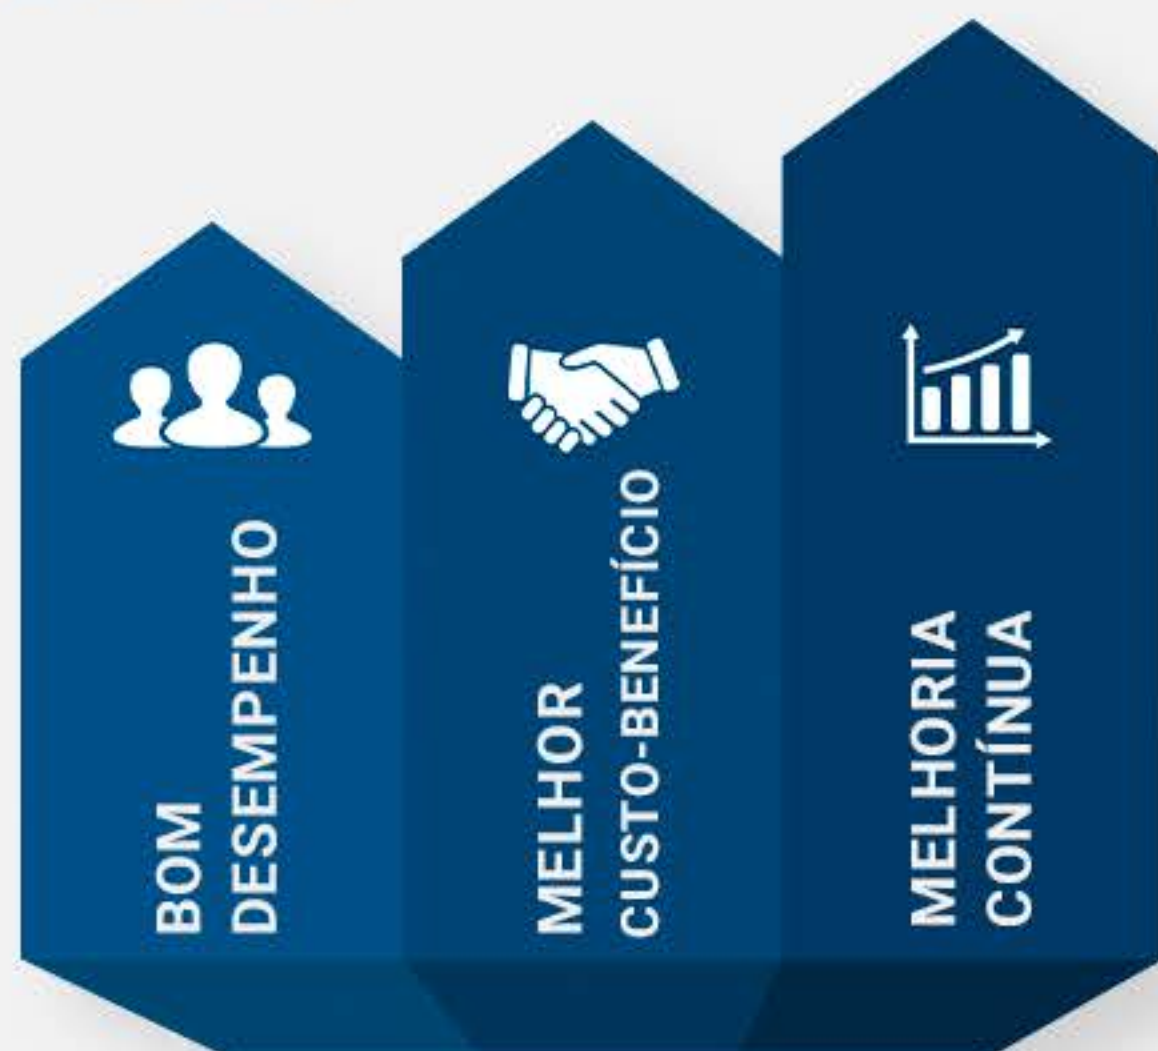 BOM
DESEMPENHO
MELHOR
CUSTO-BENEFÍCIO
MELHORIA
CONTÍNUA